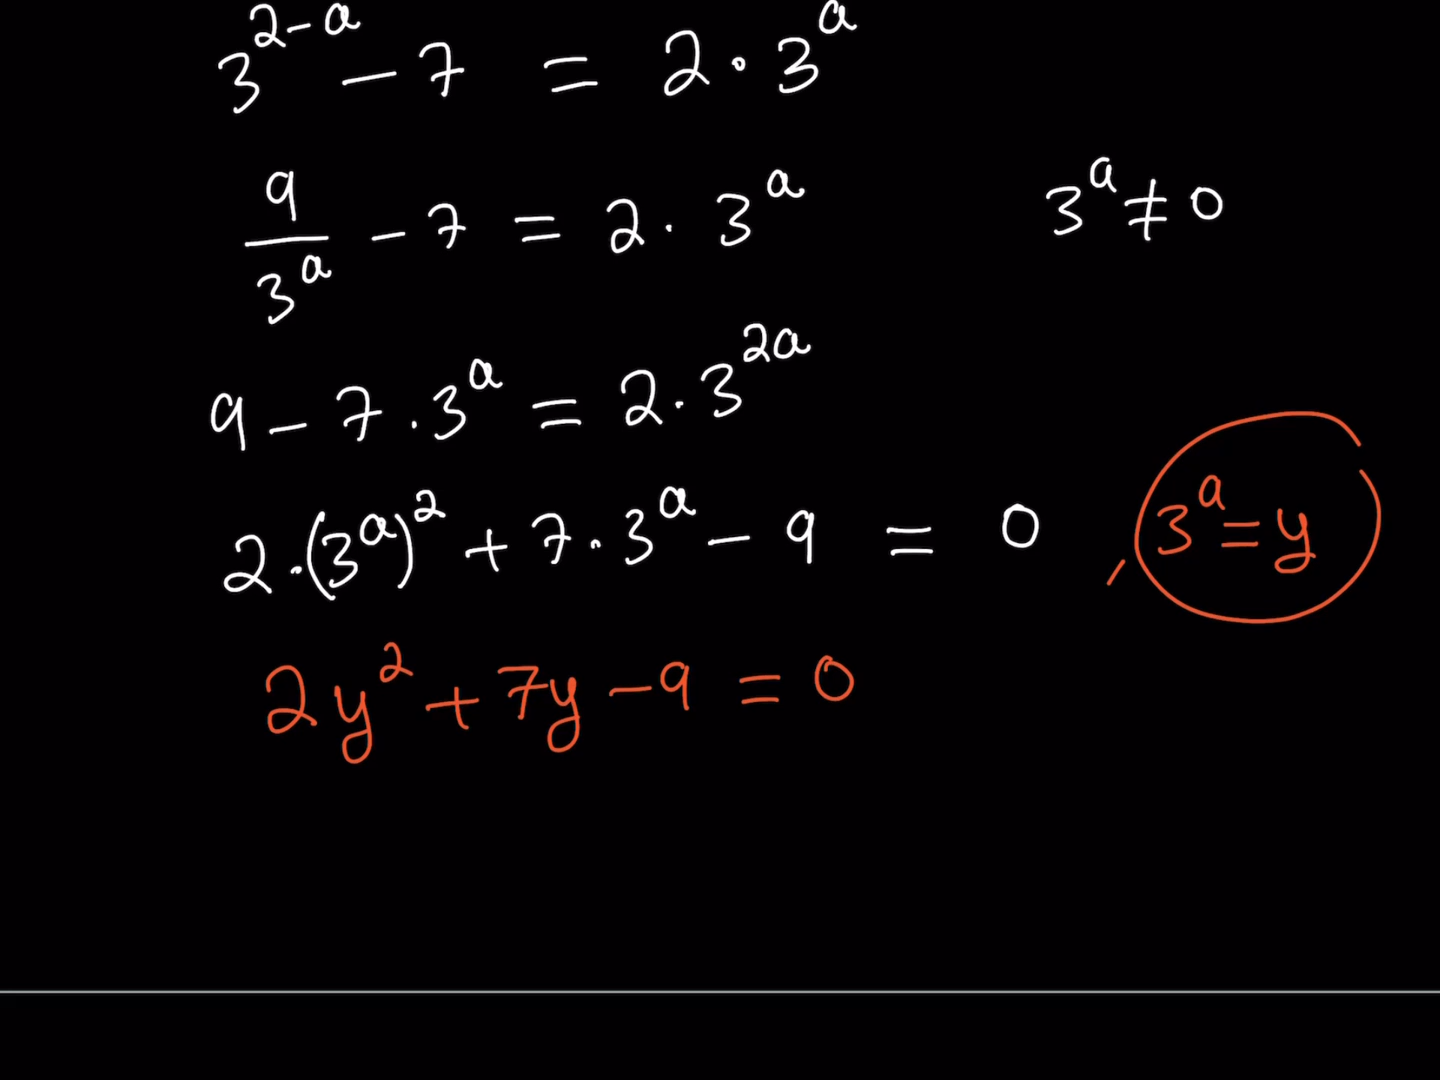 3^{2-a} - 7 = 2 · 3^a
9/3^a - 7 = 2 · 3^a    3^a ≠ 0
9 - 7 · 3^a = 2 · 3^{2a}
2 · (3^a)^2 + 7 · 3^a - 9 = 0    3^a = y
2y^2 + 7y - 9 = 0